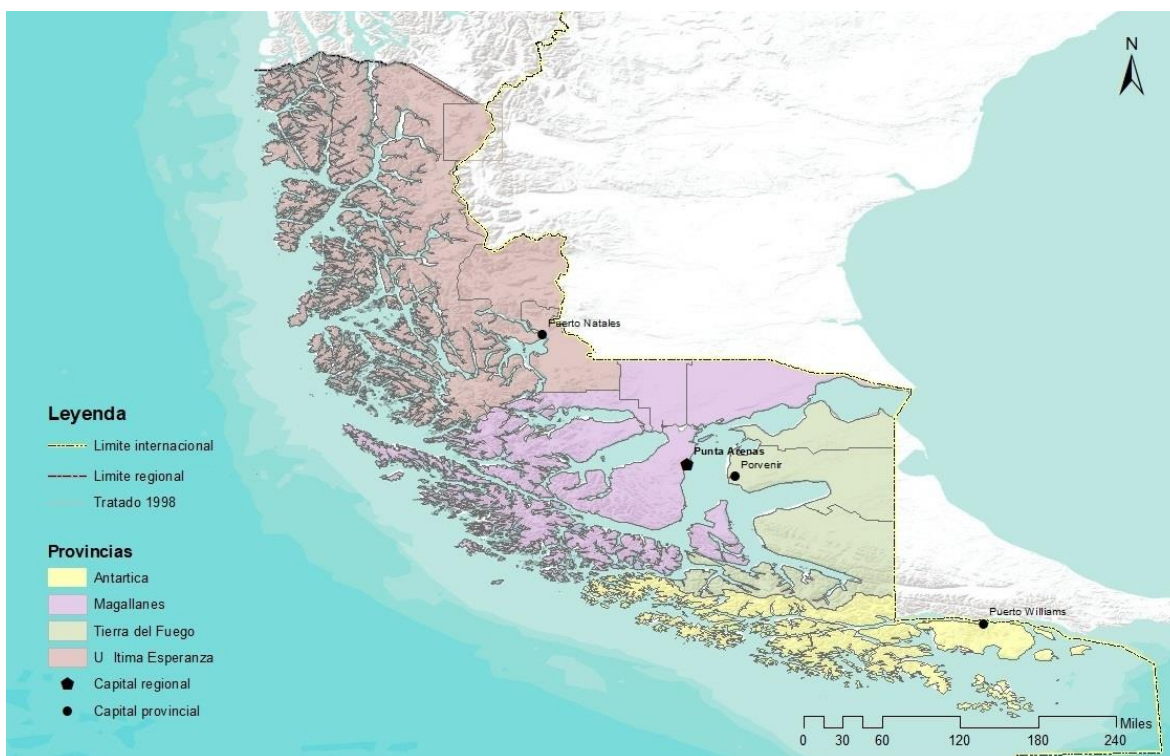 N
Puerto Natales
Punta Arenas
Porvenir
Puerto Williams
Leyenda
Limite internacional
Limite regional
Tratado 1998
Provincias
Antartica
Magallanes
Tierra del Fuego
U ltima Esperanza
Capital regional
Capital provincial
Miles
0 30 60 120 180 240